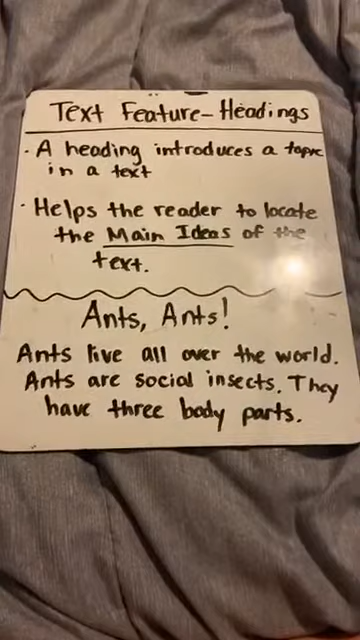 Text Feature-Headings
· A heading introduces a topic
in a text
· Helps the reader to locate
the Main Ideas of the
text.
Ants, Ants!
Ants live all over the world.
Ants are social insects. They
have three body parts.